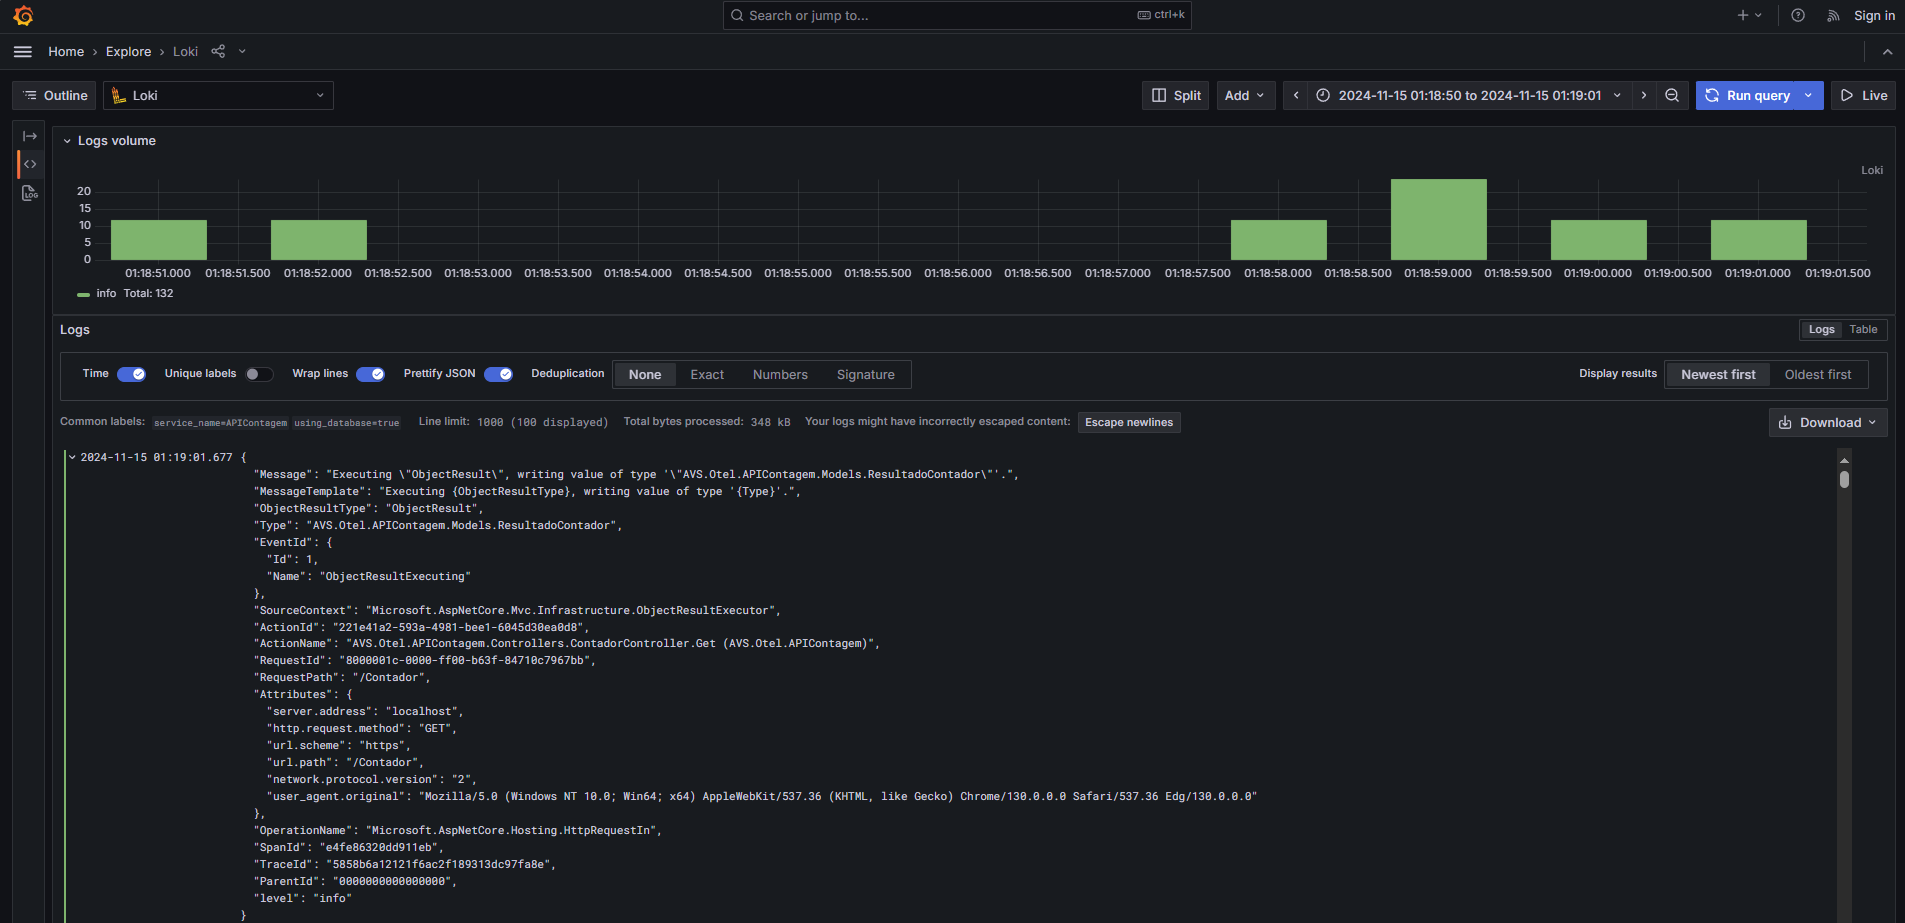 Search or jump to...
ctrl+k
Sign in
Home › Explore › Loki
Outline
Loki
Split
Add
2024-11-15 01:18:50 to 2024-11-15 01:19:01
Run query
Live
Logs volume
Loki
20
15
10
5
0
01:18:51.000 01:18:51.500 01:18:52.000 01:18:52.500 01:18:53.000 01:18:53.500 01:18:54.000 01:18:54.500 01:18:55.000 01:18:55.500 01:18:56.000 01:18:56.500 01:18:57.000 01:18:57.500 01:18:58.000 01:18:58.500 01:18:59.000 01:18:59.500 01:19:00.000 01:19:00.500 01:19:01.000 01:19:01.500
info Total: 132
Logs
Logs Table
Time Unique labels Wrap lines Prettify JSON Deduplication None Exact Numbers Signature Display results Newest first Oldest first
Common labels: service_name=APIContagem using_database=true Line limit: 1000 (100 displayed) Total bytes processed: 348 kB Your logs might have incorrectly escaped content: Escape newlines
Download
LOG
2024-11-15 01:19:01.677 {
"Message": "Executing \"ObjectResult\", writing value of type '\"AVS.Otel.APIContagem.Models.ResultadoContador\"'.",
"MessageTemplate": "Executing {ObjectResultType}, writing value of type '{Type}'.",
"ObjectResultType": "ObjectResult",
"Type": "AVS.Otel.APIContagem.Models.ResultadoContador",
"EventId": {
"Id": 1,
"Name": "ObjectResultExecuting"
},
"SourceContext": "Microsoft.AspNetCore.Mvc.Infrastructure.ObjectResultExecutor",
"ActionId": "221e41a2-593a-4981-bee1-6045d30ea0d8",
"ActionName": "AVS.Otel.APIContagem.Controllers.ContadorController.Get (AVS.Otel.APIContagem)",
"RequestId": "8000001c-0000-ff00-b63f-84710c7967bb",
"RequestPath": "/Contador",
"Attributes": {
"server.address": "localhost",
"http.request.method": "GET",
"url.scheme": "https",
"url.path": "/Contador",
"network.protocol.version": "2",
"user_agent.original": "Mozilla/5.0 (Windows NT 10.0; Win64; x64) AppleWebKit/537.36 (KHTML, like Gecko) Chrome/130.0.0.0 Safari/537.36 Edg/130.0.0.0"
},
"OperationName": "Microsoft.AspNetCore.Hosting.HttpRequestIn",
"SpanId": "e4fe86320dd911eb",
"TraceId": "5858b6a12121f6ac2f189313dc97fa8e",
"ParentId": "0000000000000000",
"level": "info"
}